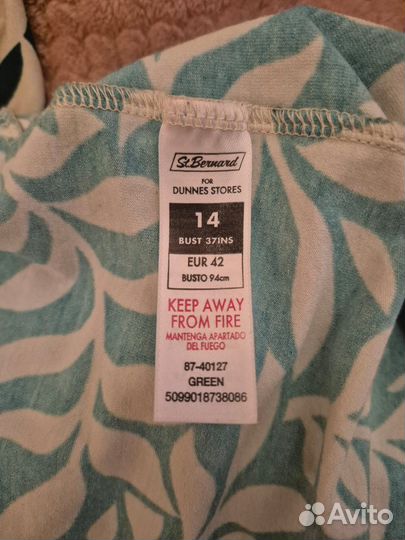 St.Bernard
FOR
DUNNES STORES
14
BUST 37INS
EUR 42
BUSTO 94cm
KEEP AWAY
FROM FIRE
MANTENGA APARTADO
DEL FUEGO
87-40127
GREEN
5099018738086
Avito